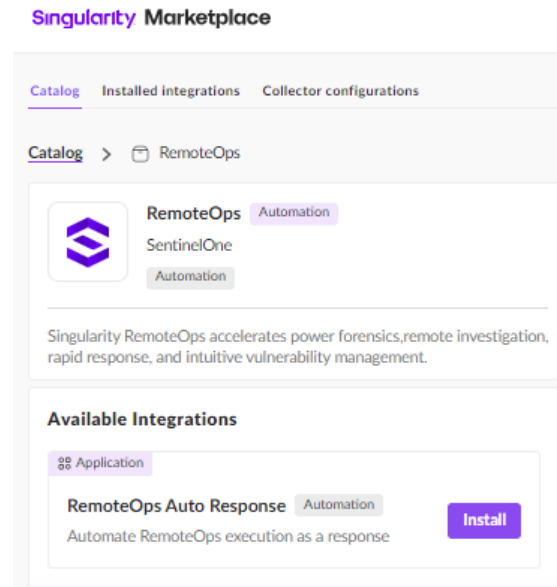 Singularity Marketplace
Catalog Installed integrations Collector configurations
Catalog > RemoteOps
RemoteOps Automation
SentinelOne
Automation
Singularity RemoteOps accelerates power forensics,remote investigation,
rapid response, and intuitive vulnerability management.
Available Integrations
Application
RemoteOps Auto Response Automation
Automate RemoteOps execution as a response
Install